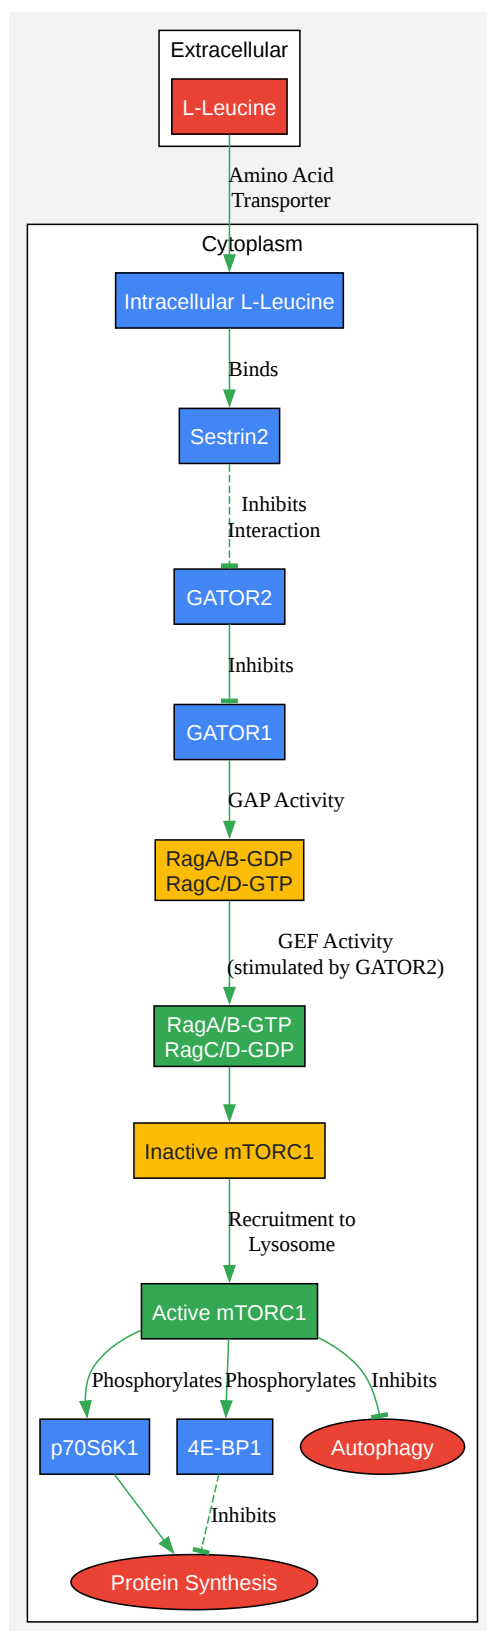 Extracellular
L-Leucine
Amino Acid
Transporter
Cytoplasm
Intracellular L-Leucine
Binds
Sestrin2
Inhibits
Interaction
GATOR2
Inhibits
GATOR1
GAP Activity
RagA/B-GDP
RagC/D-GTP
GEF Activity
(stimulated by GATOR2)
RagA/B-GTP
RagC/D-GDP
Inactive mTORC1
Recruitment to
Lysosome
Active mTORC1
Phosphorylates
Phosphorylates
Inhibits
p70S6K1
4E-BP1
Autophagy
Inhibits
Protein Synthesis